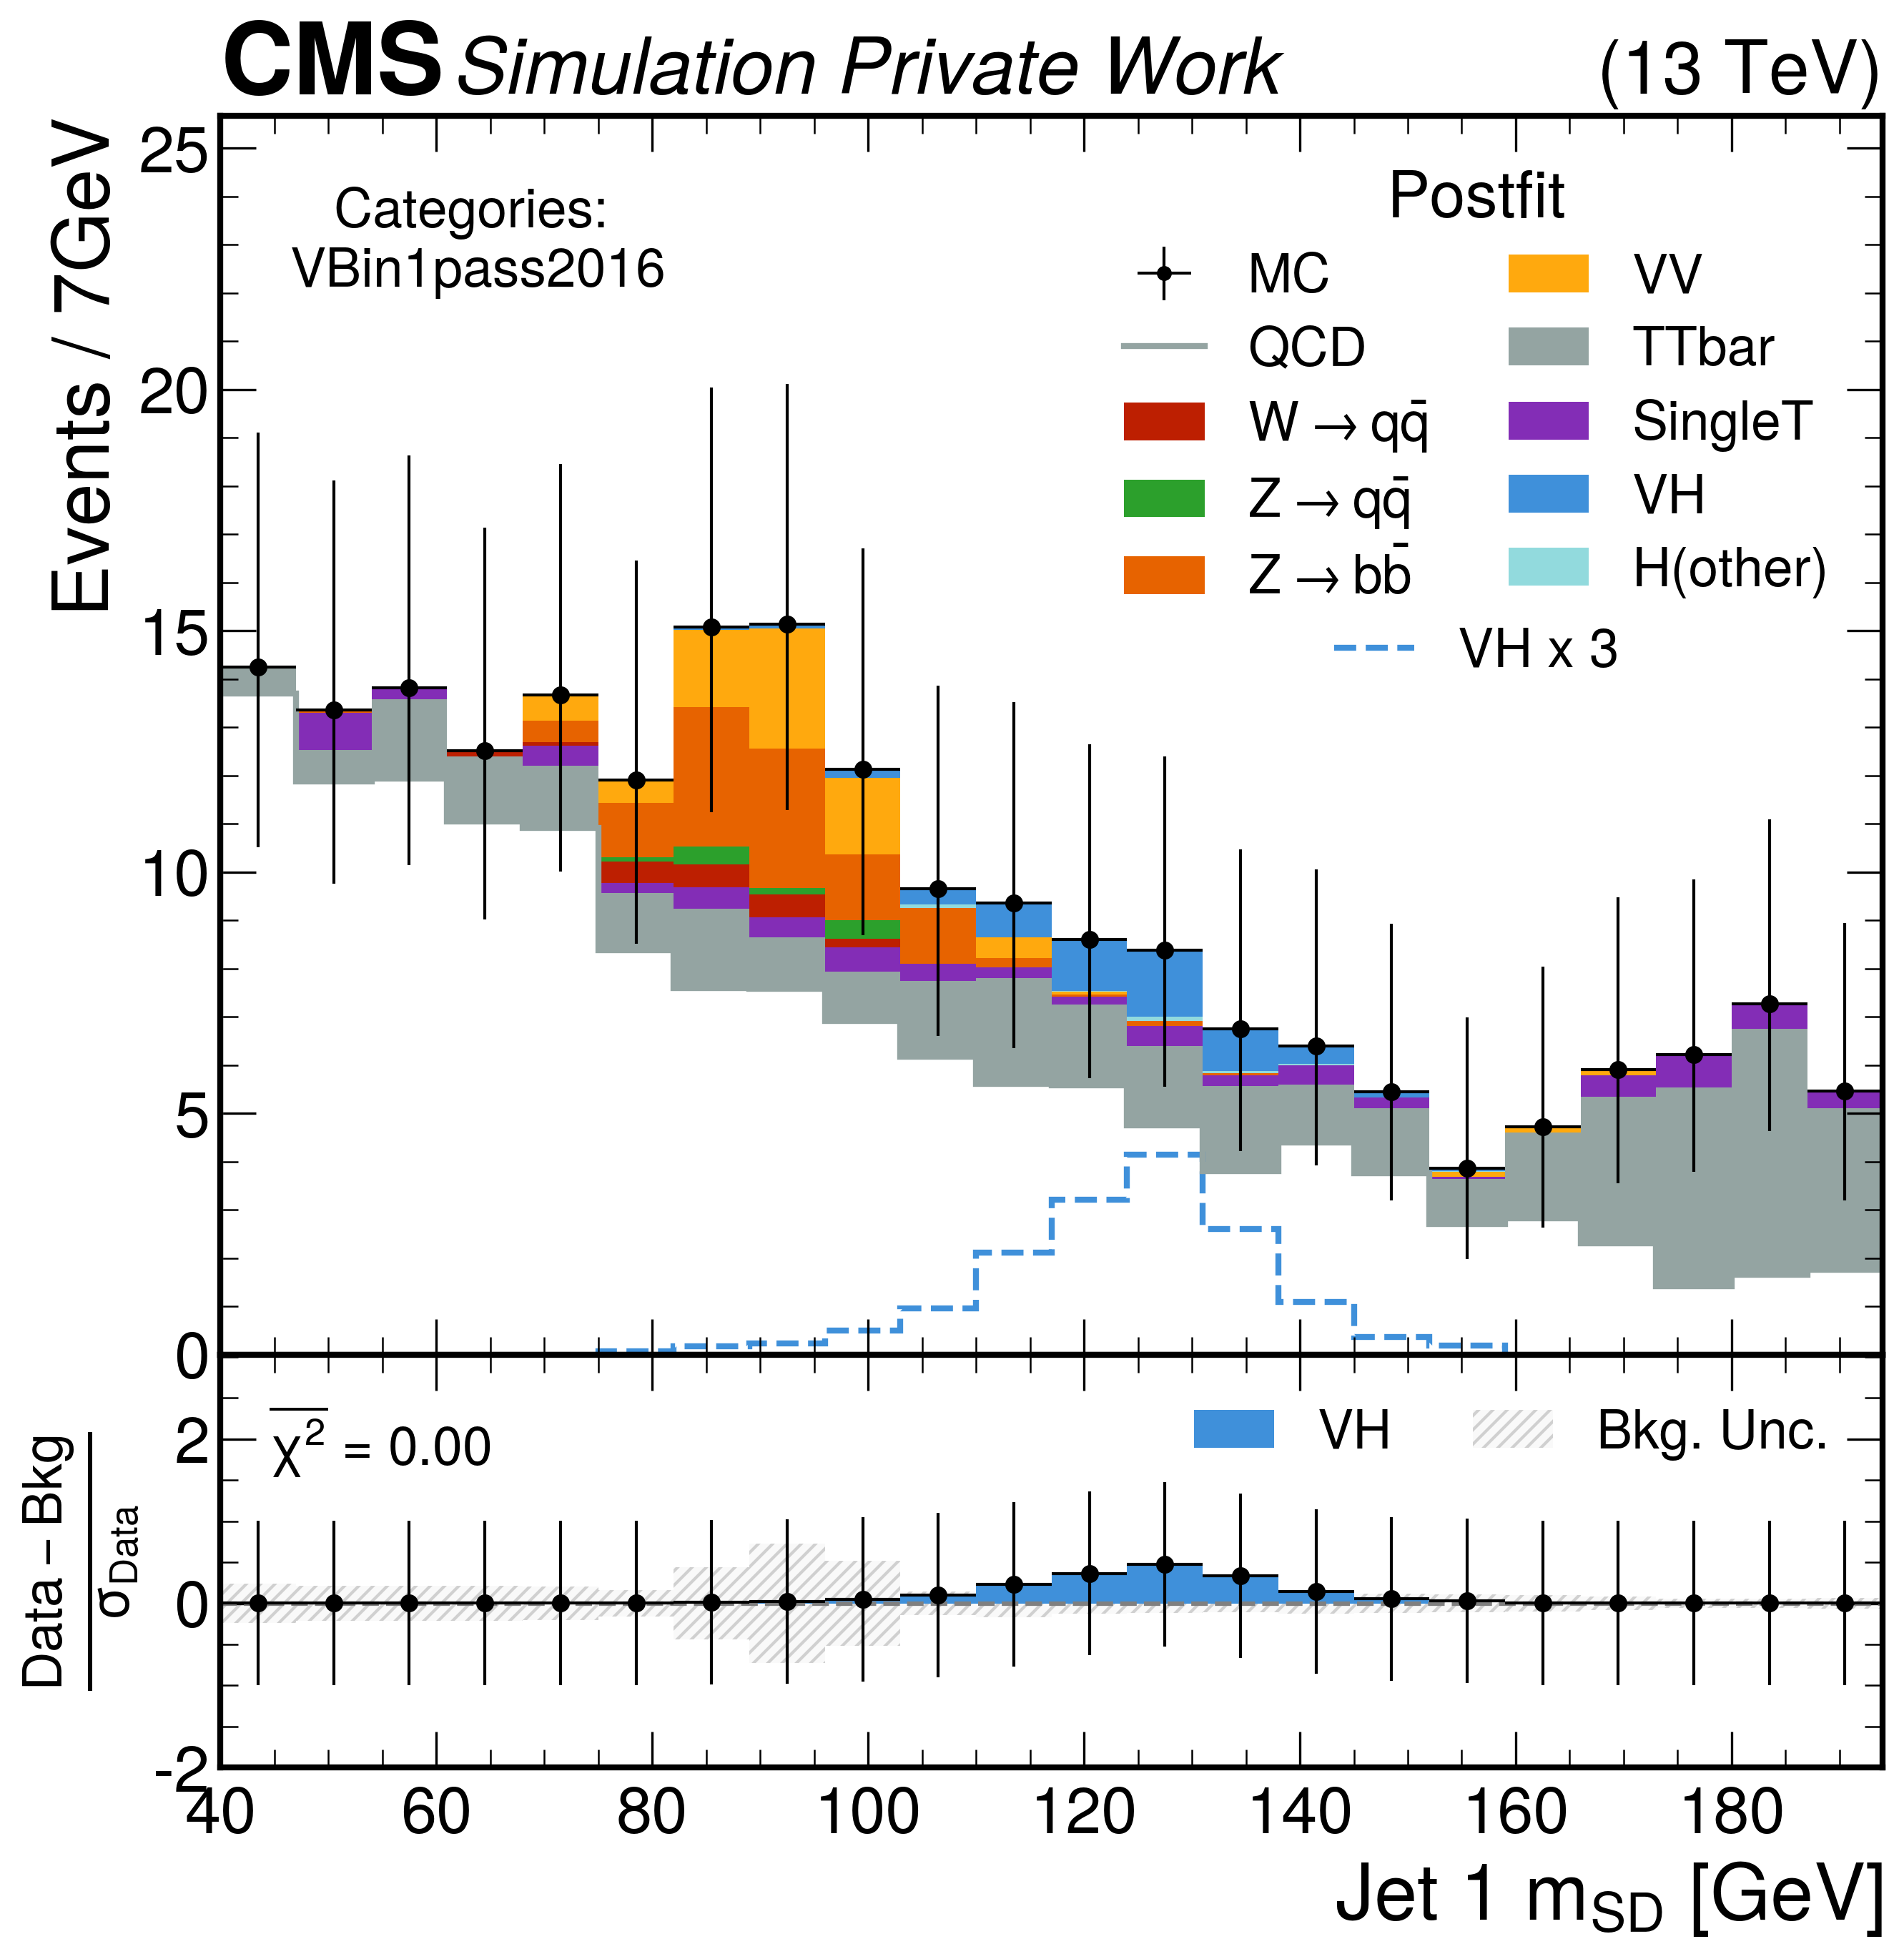 CMS Simulation Private Work (13 TeV)
Events / 7GeV
25
20
15
10
5
0
Categories:
VBin1pass2016
Postfit
MC
QCD
W → qq̄
Z → qq̄
Z → bb̄
VV
TTbar
SingleT
VH
H(other)
VH x 3
Data − Bkg
σData
2
0
-2
χ² = 0.00
VH
Bkg. Unc.
40 60 80 100 120 140 160 180
Jet 1 mSD [GeV]